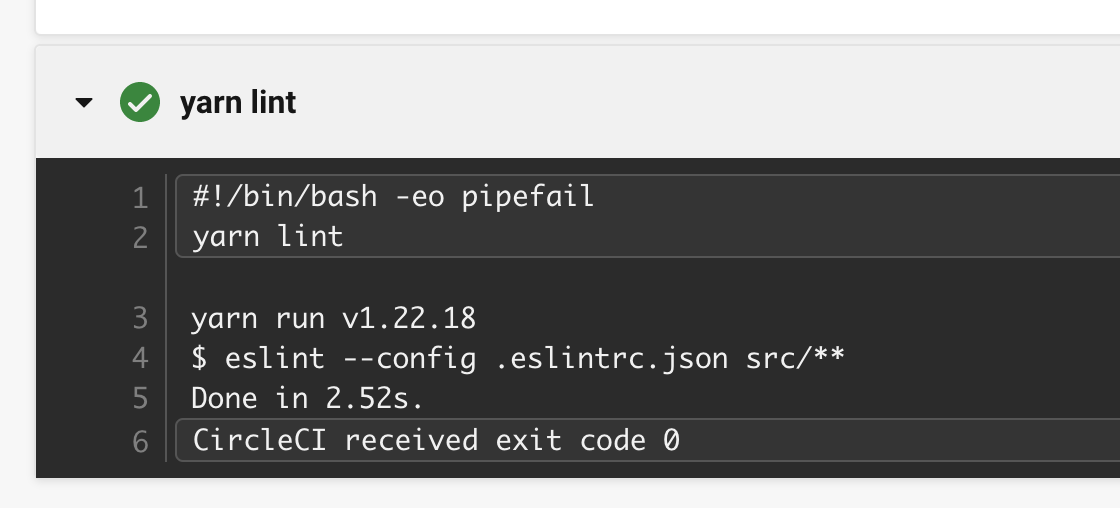 yarn lint
1 #!/bin/bash -eo pipefail
2 yarn lint
3 yarn run v1.22.18
4 $ eslint --config .eslintrc.json src/**
5 Done in 2.52s.
6 CircleCI received exit code 0